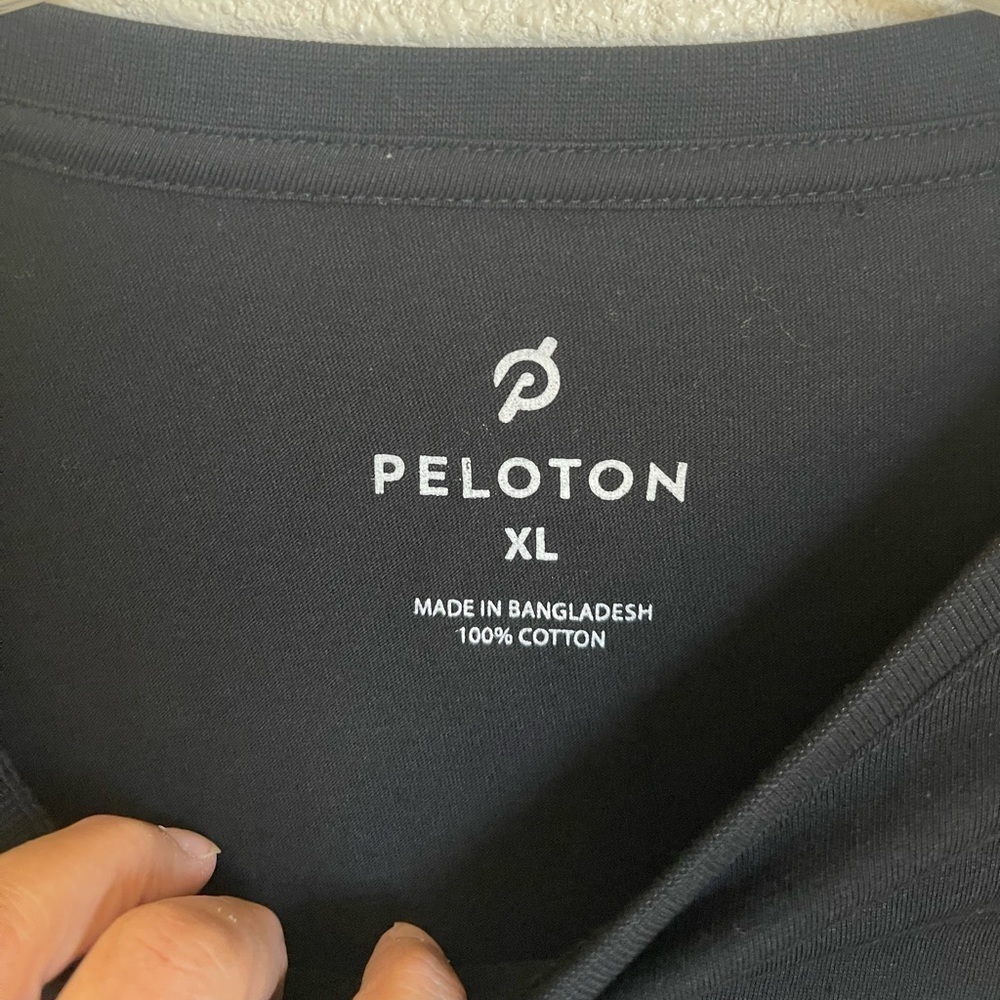 PELOTON
XL
MADE IN BANGLADESH
100% COTTON